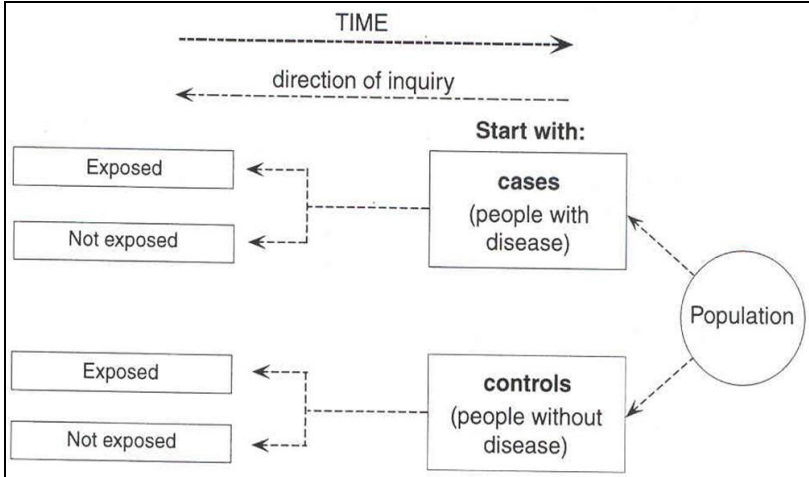 TIME
direction of inquiry
Start with:
Exposed
Not exposed
cases
(people with
disease)
Population
Exposed
Not exposed
controls
(people without
disease)